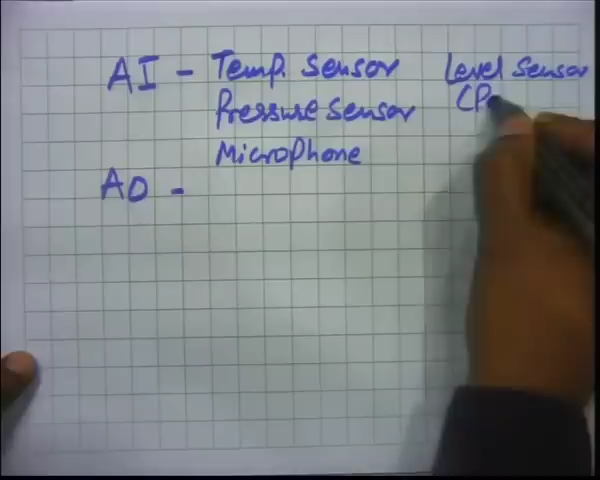 AI - Temp. Sensor Level Sensor
Pressure Sensor (P
Microphone
AO -